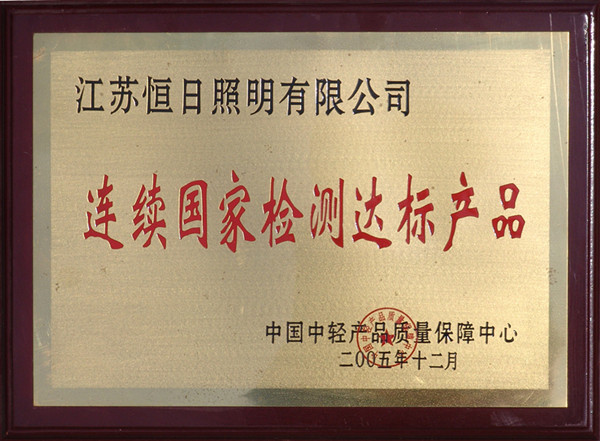 江苏恒日照明有限公司
连续国家检测达标产品
中国中轻产品质量保障中心
二〇〇五年十二月